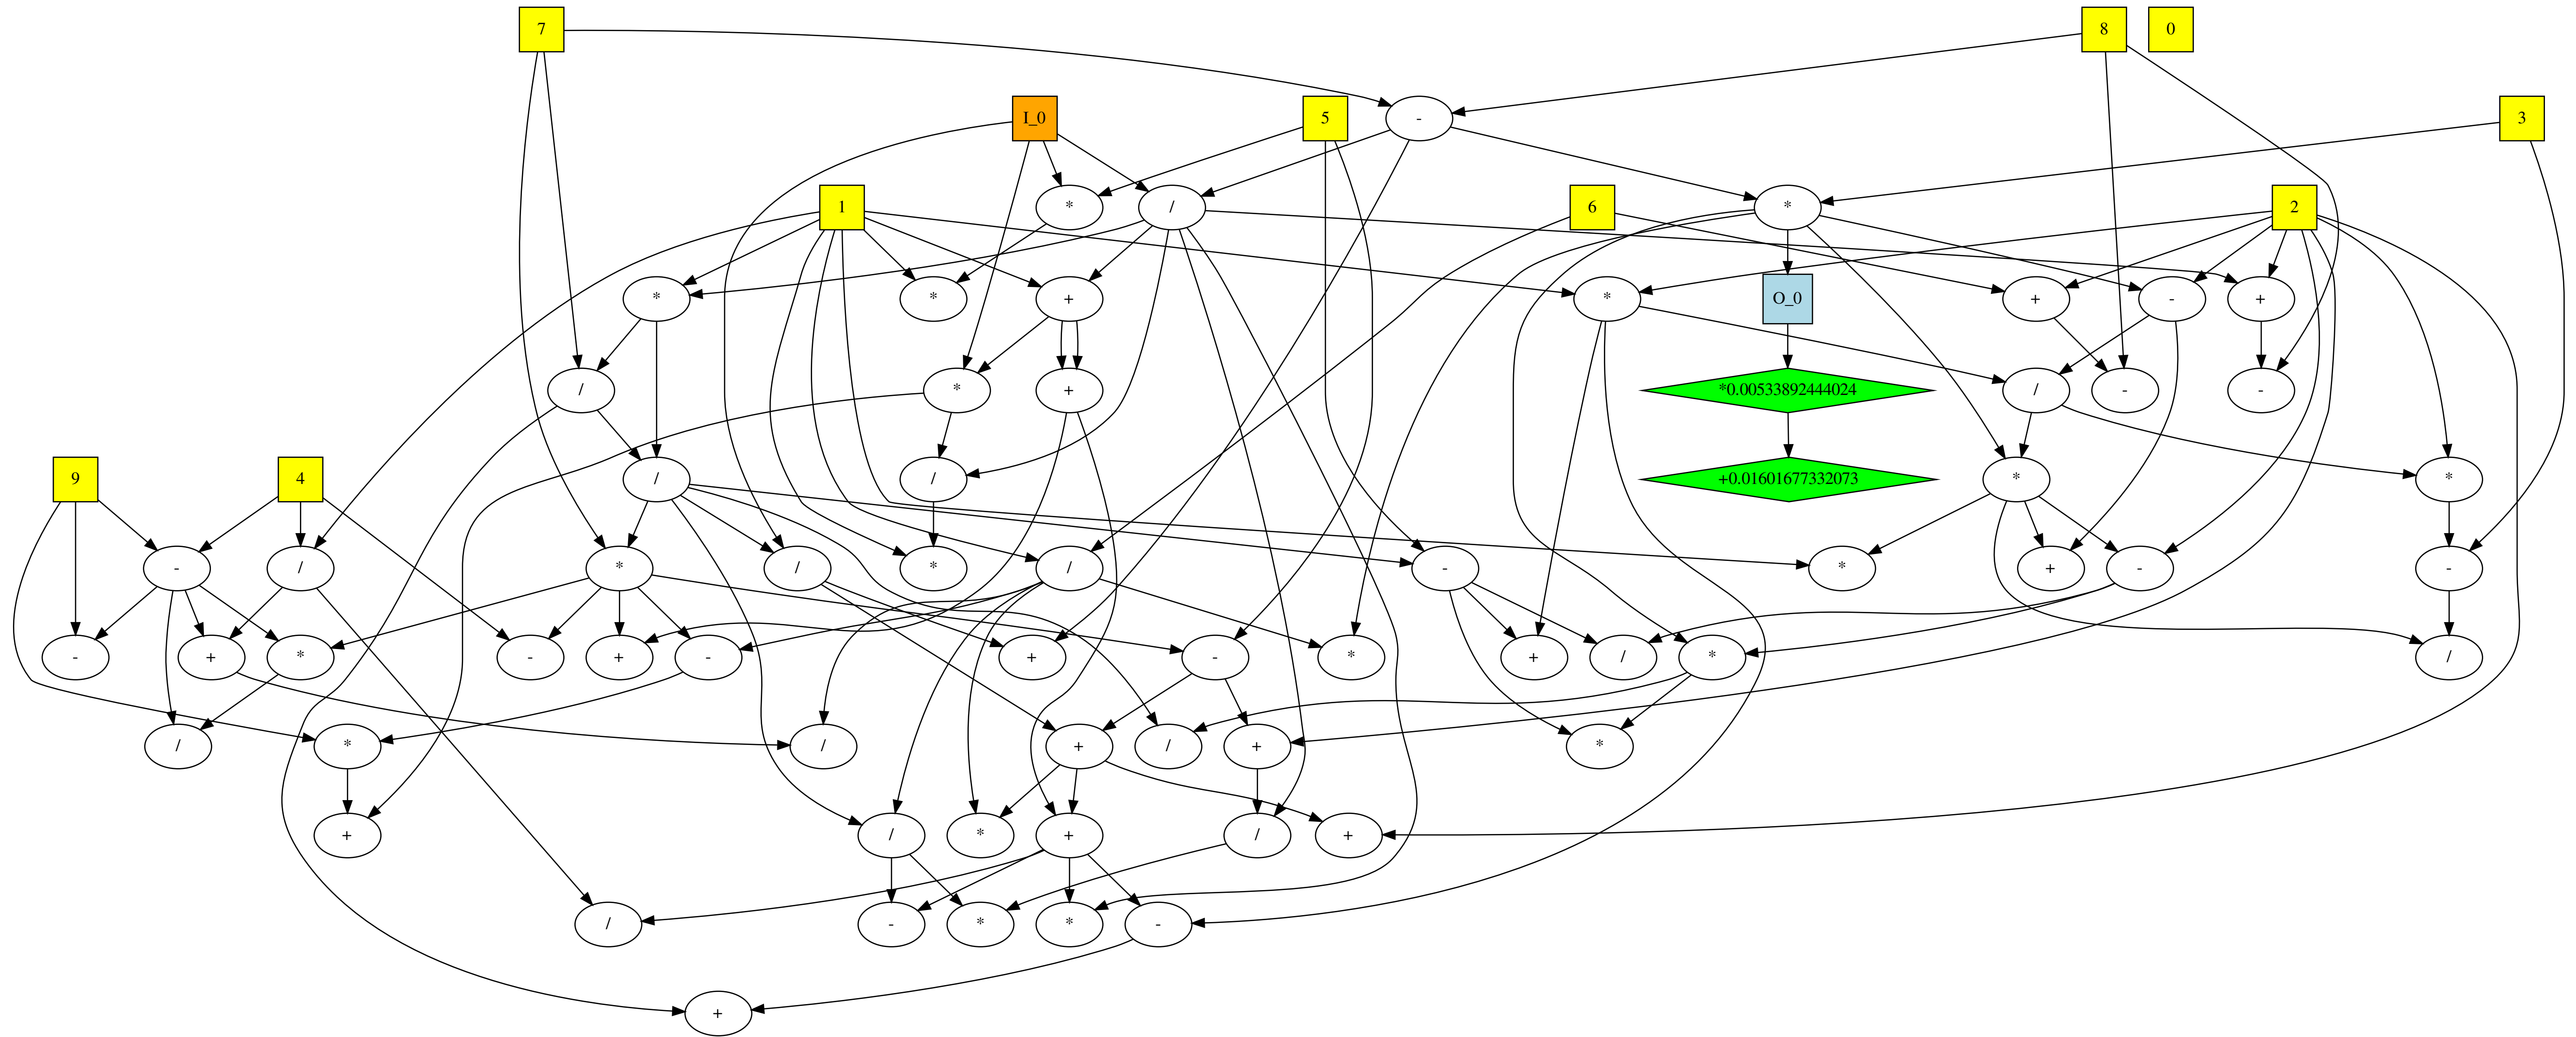 7 8 0
I_0 5 - 3
1 * / 6 * 2
* * + * O_0 + - +
/ * + *0.00533892444024 / - -
9 4 / / +0.01601677332073 * *
- / * / * / - * + - -
- + * - + - + - * + / * /
/ * / + / + *
+ / * + / +
/ - * * -
+